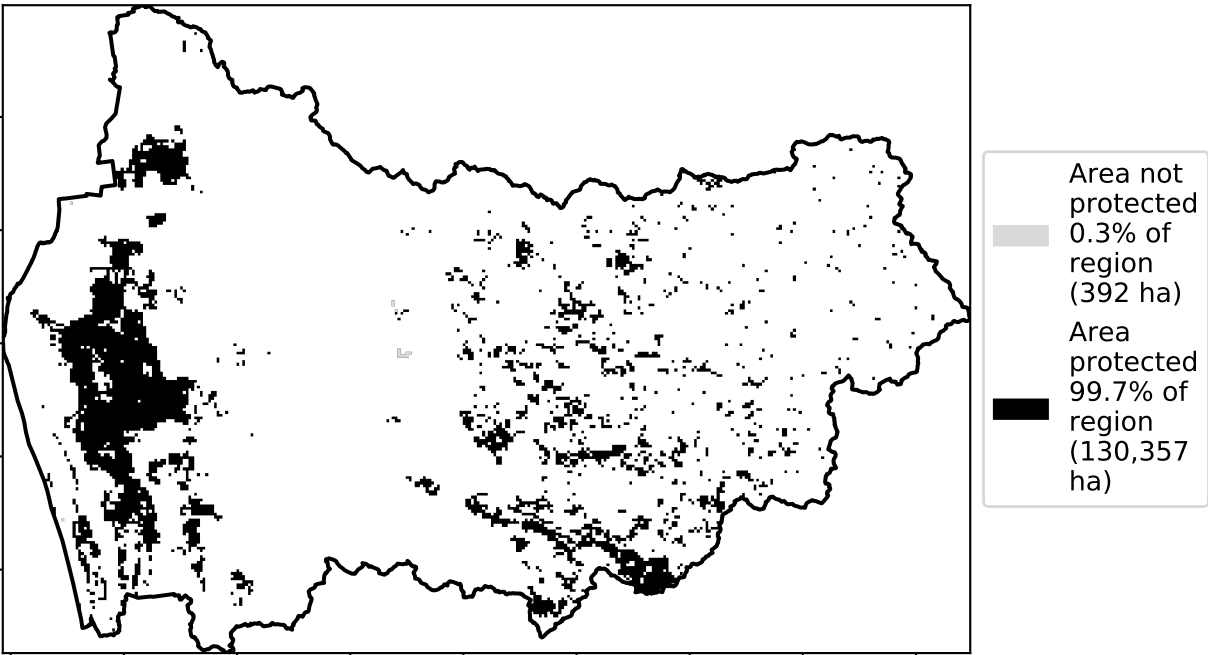 Area not
protected
0.3% of
region
(392 ha)
Area
protected
99.7% of
region
(130,357
ha)